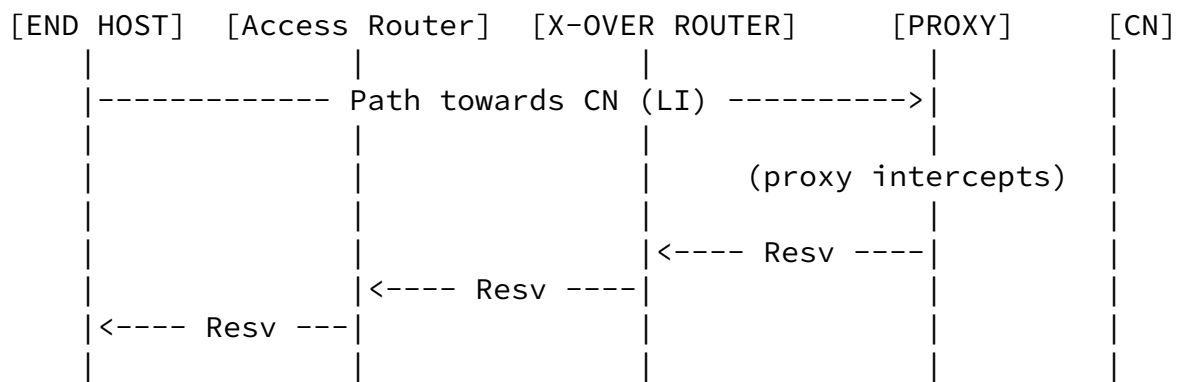 [END HOST] [Access Router] [X-OVER ROUTER] [PROXY] [CN]
|------------- Path towards CN (LI) ---------->|
(proxy intercepts)
|<---- Resv ----|
|<---- Resv ----|
|<---- Resv ---|